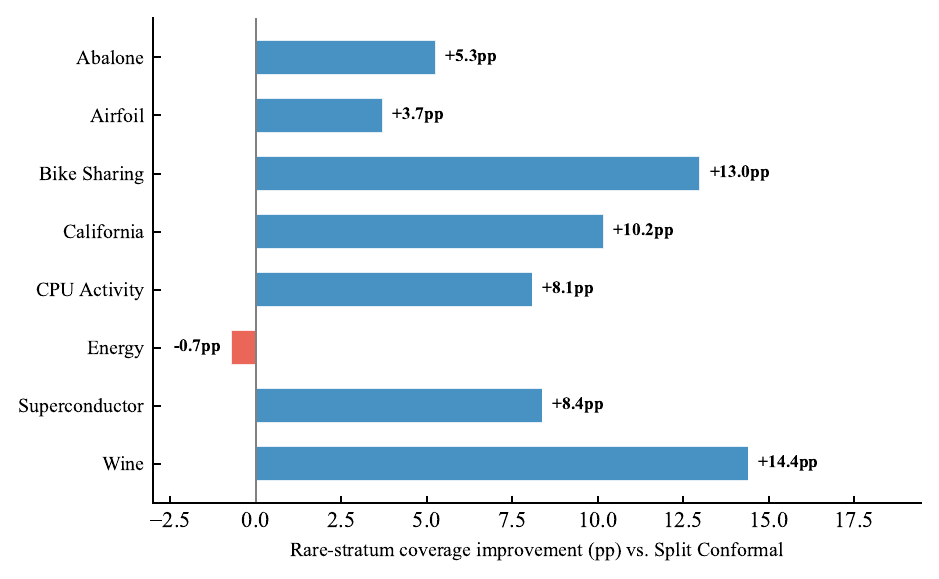 Abalone +5.3pp
Airfoil +3.7pp
Bike Sharing +13.0pp
California +10.2pp
CPU Activity +8.1pp
Energy -0.7pp
Superconductor +8.4pp
Wine +14.4pp
−2.5 0.0 2.5 5.0 7.5 10.0 12.5 15.0 17.5
Rare-stratum coverage improvement (pp) vs. Split Conformal